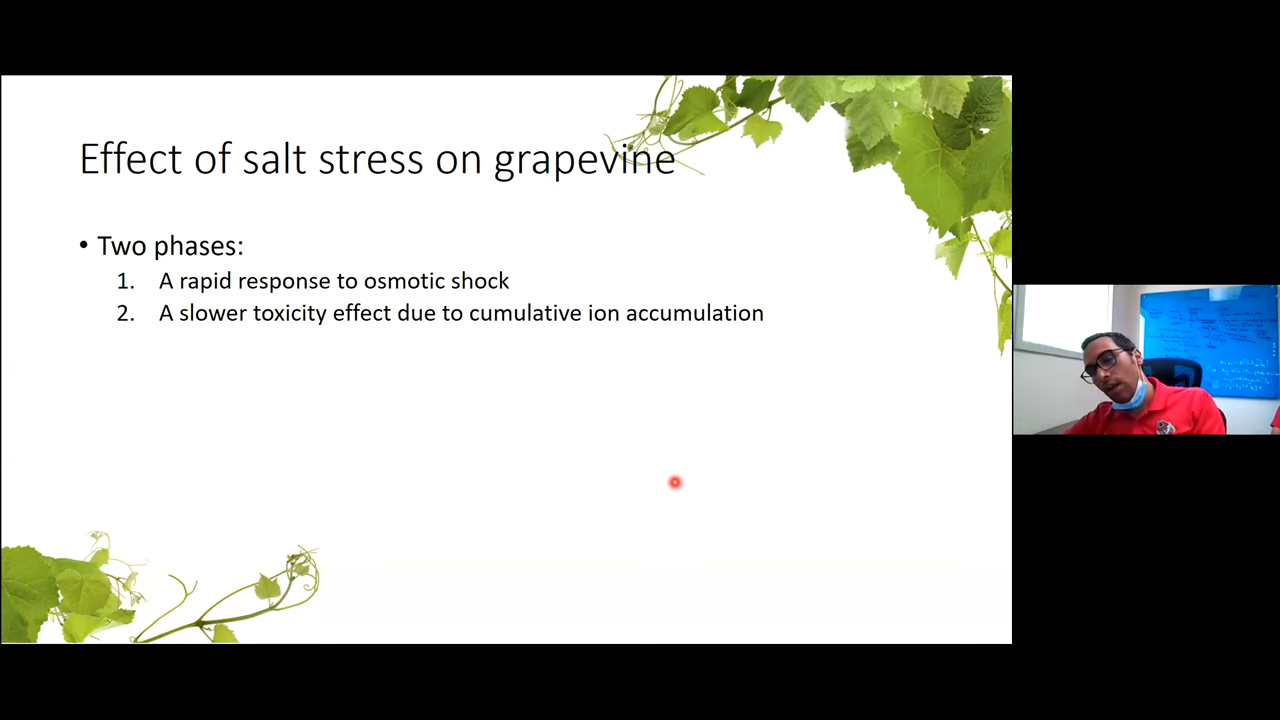 Effect of salt stress on grapevine
• Two phases:
1. A rapid response to osmotic shock
2. A slower toxicity effect due to cumulative ion accumulation